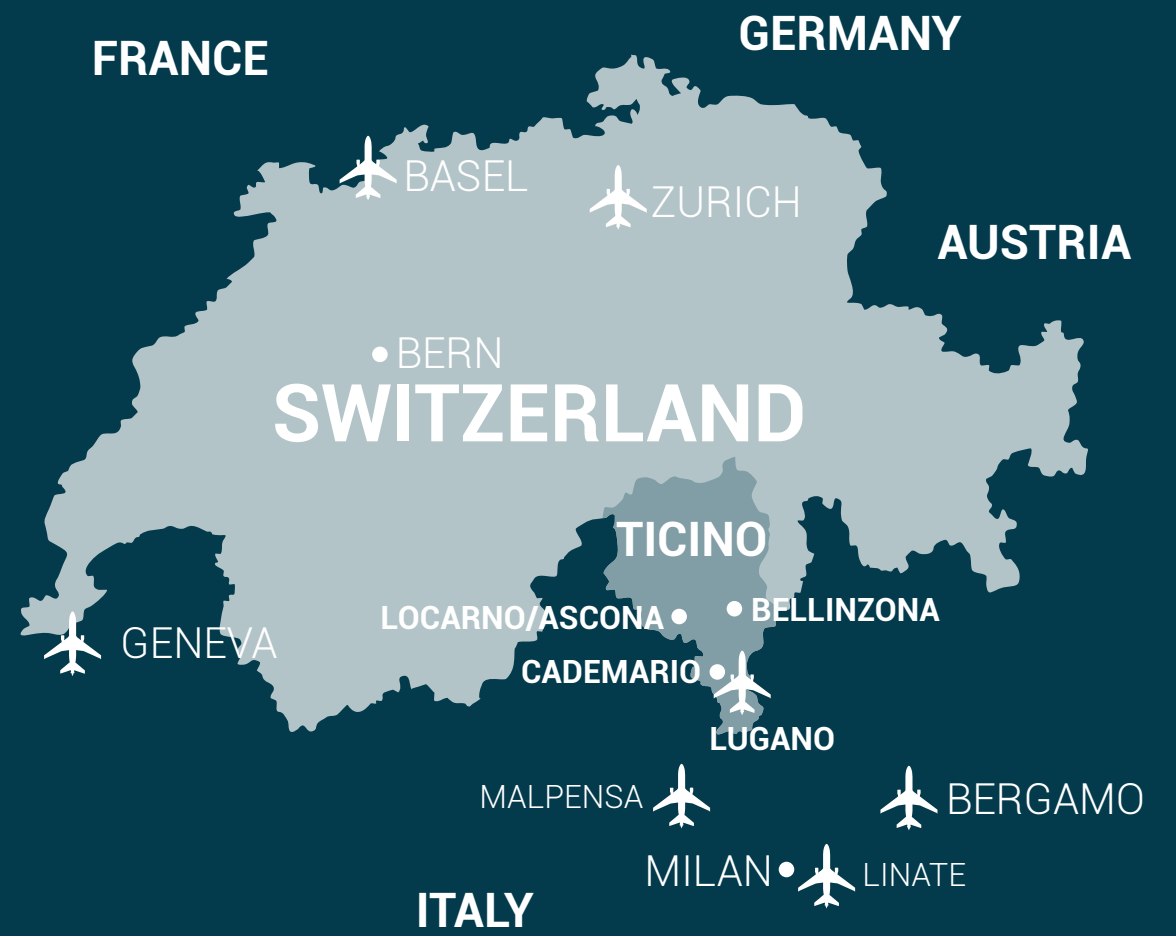 GERMANY
FRANCE
BASEL
ZURICH
AUSTRIA
BERN
SWITZERLAND
TICINO
LOCARNO/ASCONA
BELLINZONA
GENEVA
CADEMARIO
LUGANO
MALPENSA
BERGAMO
MILAN
LINATE
ITALY